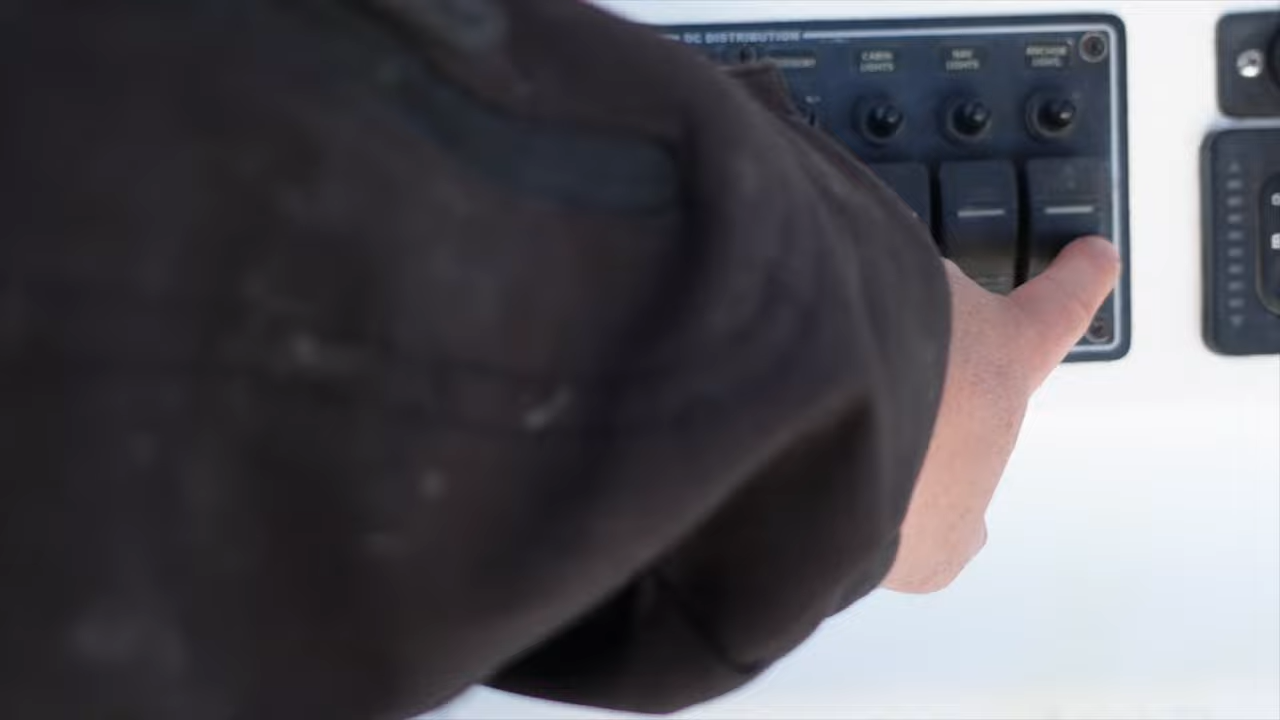 DC DISTRIBUTION
CABIN
LIGHTS
NAV
LIGHTS
ANCHOR
LIGHT